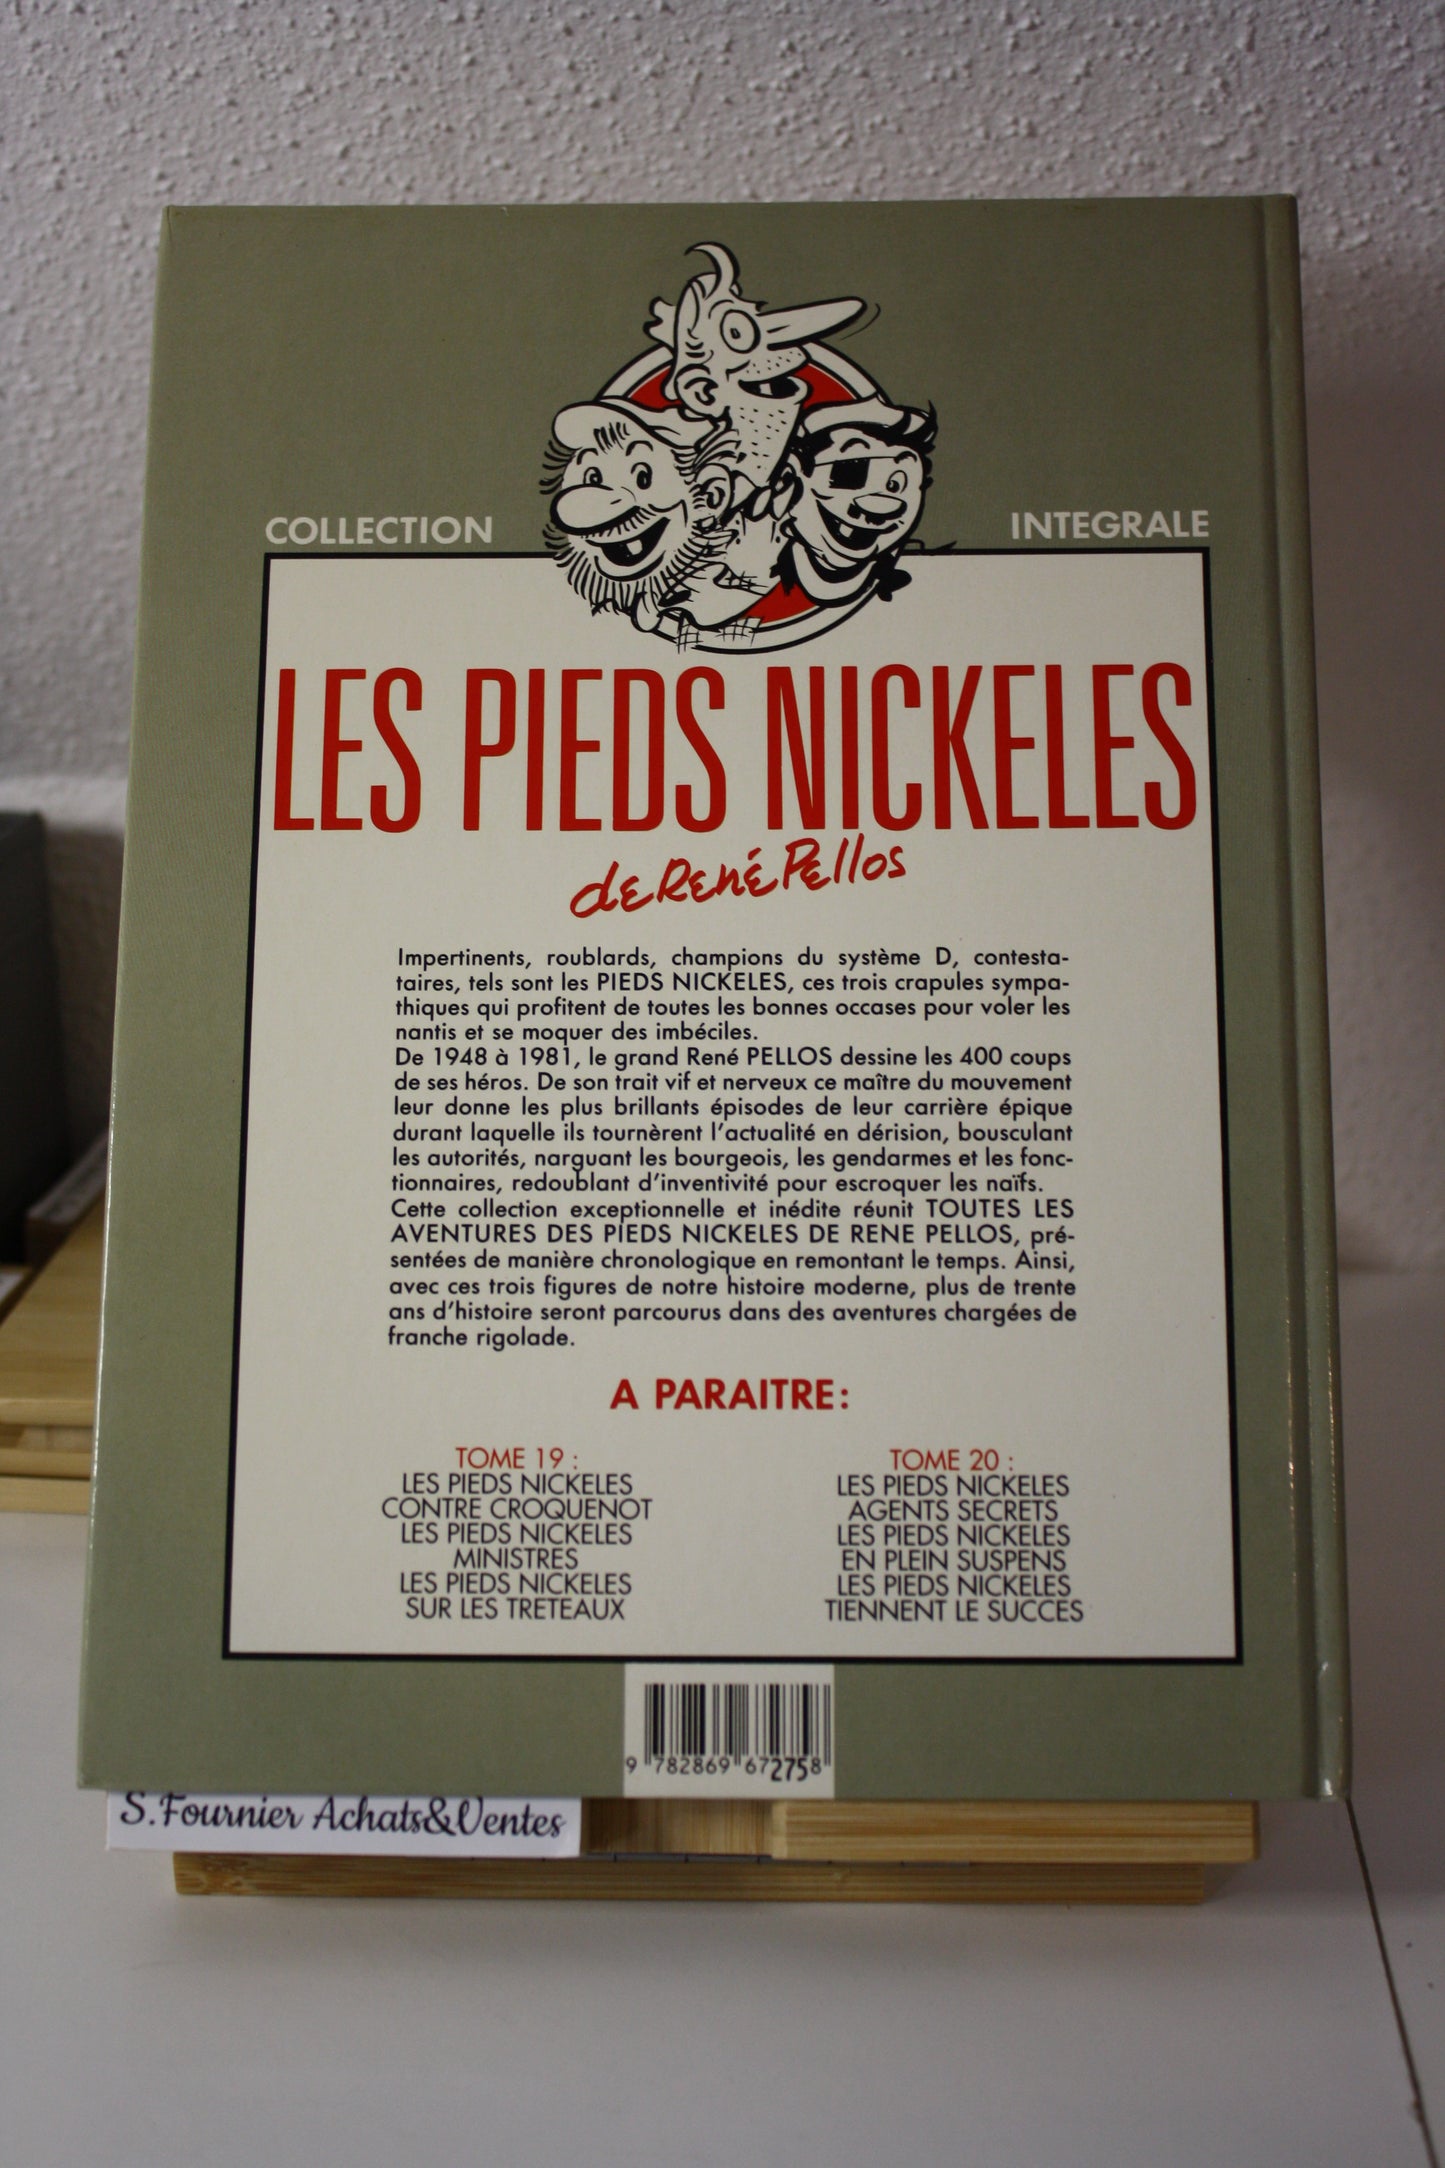 COLLECTION
INTEGRALE
LES PIEDS NICKELES
de René Pellos
Impertinents, roublards, champions du système D, contesta-
taires, tels sont les PIEDS NICKELES, ces trois crapules sympa-
thiques qui profitent de toutes les bonnes occases pour voler les
nantis et se moquer des imbéciles.
De 1948 à 1981, le grand René PELLOS dessine les 400 coups
de ses héros. De son trait vif et nerveux ce maître du mouvement
leur donne les plus brillants épisodes de leur carrière épique
durant laquelle ils tournèrent l'actualité en dérision, bousculant
les autorités, narguant les bourgeois, les gendarmes et les fonc-
tionnaires, redoublant d'inventivité pour escroquer les naïfs.
Cette collection exceptionnelle et inédite réunit TOUTES LES
AVENTURES DES PIEDS NICKELES DE RENE PELLOS, pré-
sentées de manière chronologique en remontant le temps. Ainsi,
avec ces trois figures de notre histoire moderne, plus de trente
ans d'histoire seront parcourus dans des aventures chargées de
franche rigolade.
A PARAITRE :
TOME 19 :
LES PIEDS NICKELES
CONTRE CROQUENOT
LES PIEDS NICKELES
MINISTRES
LES PIEDS NICKELES
SUR LES TRETEAUX
TOME 20 :
LES PIEDS NICKELES
AGENTS SECRETS
LES PIEDS NICKELES
EN PLEIN SUSPENS
LES PIEDS NICKELES
TIENNENT LE SUCCES
9 782869 672758
S.Fournier Achats&Ventes